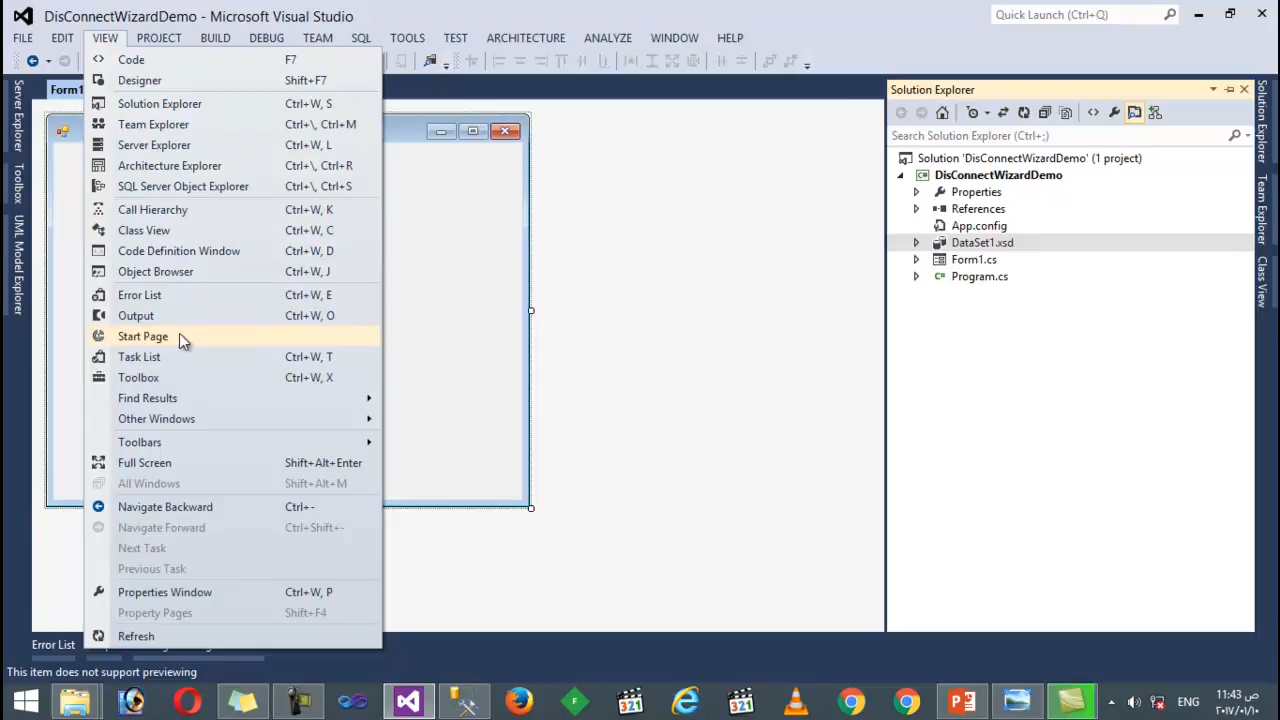 DisConnectWizardDemo - Microsoft Visual Studio
Quick Launch (Ctrl+Q)
FILE EDIT VIEW PROJECT BUILD DEBUG TEAM SQL TOOLS TEST ARCHITECTURE ANALYZE WINDOW HELP
Code F7
Designer Shift+F7
Solution Explorer Ctrl+W, S
Team Explorer Ctrl+\, Ctrl+M
Server Explorer Ctrl+W, L
Architecture Explorer Ctrl+\, Ctrl+R
SQL Server Object Explorer Ctrl+\, Ctrl+S
Call Hierarchy Ctrl+W, K
Class View Ctrl+W, C
Code Definition Window Ctrl+W, D
Object Browser Ctrl+W, J
Error List Ctrl+W, E
Output Ctrl+W, O
Start Page
Task List Ctrl+W, T
Toolbox Ctrl+W, X
Find Results
Other Windows
Toolbars
Full Screen Shift+Alt+Enter
All Windows Shift+Alt+M
Navigate Backward Ctrl+-
Navigate Forward Ctrl+Shift+-
Next Task
Previous Task
Properties Window Ctrl+W, P
Property Pages Shift+F4
Refresh
Server Explorer
Toolbox
UML Model Explorer
Form1
Solution Explorer
Search Solution Explorer (Ctrl+;)
Solution 'DisConnectWizardDemo' (1 project)
DisConnectWizardDemo
Properties
References
App.config
DataSet1.xsd
Form1.cs
Program.cs
Solution Explorer
Team Explorer
Class View
Error List
This item does not support previewing
321
321
ENG
11:43 ص
٢٠١٧/٠١/١٠